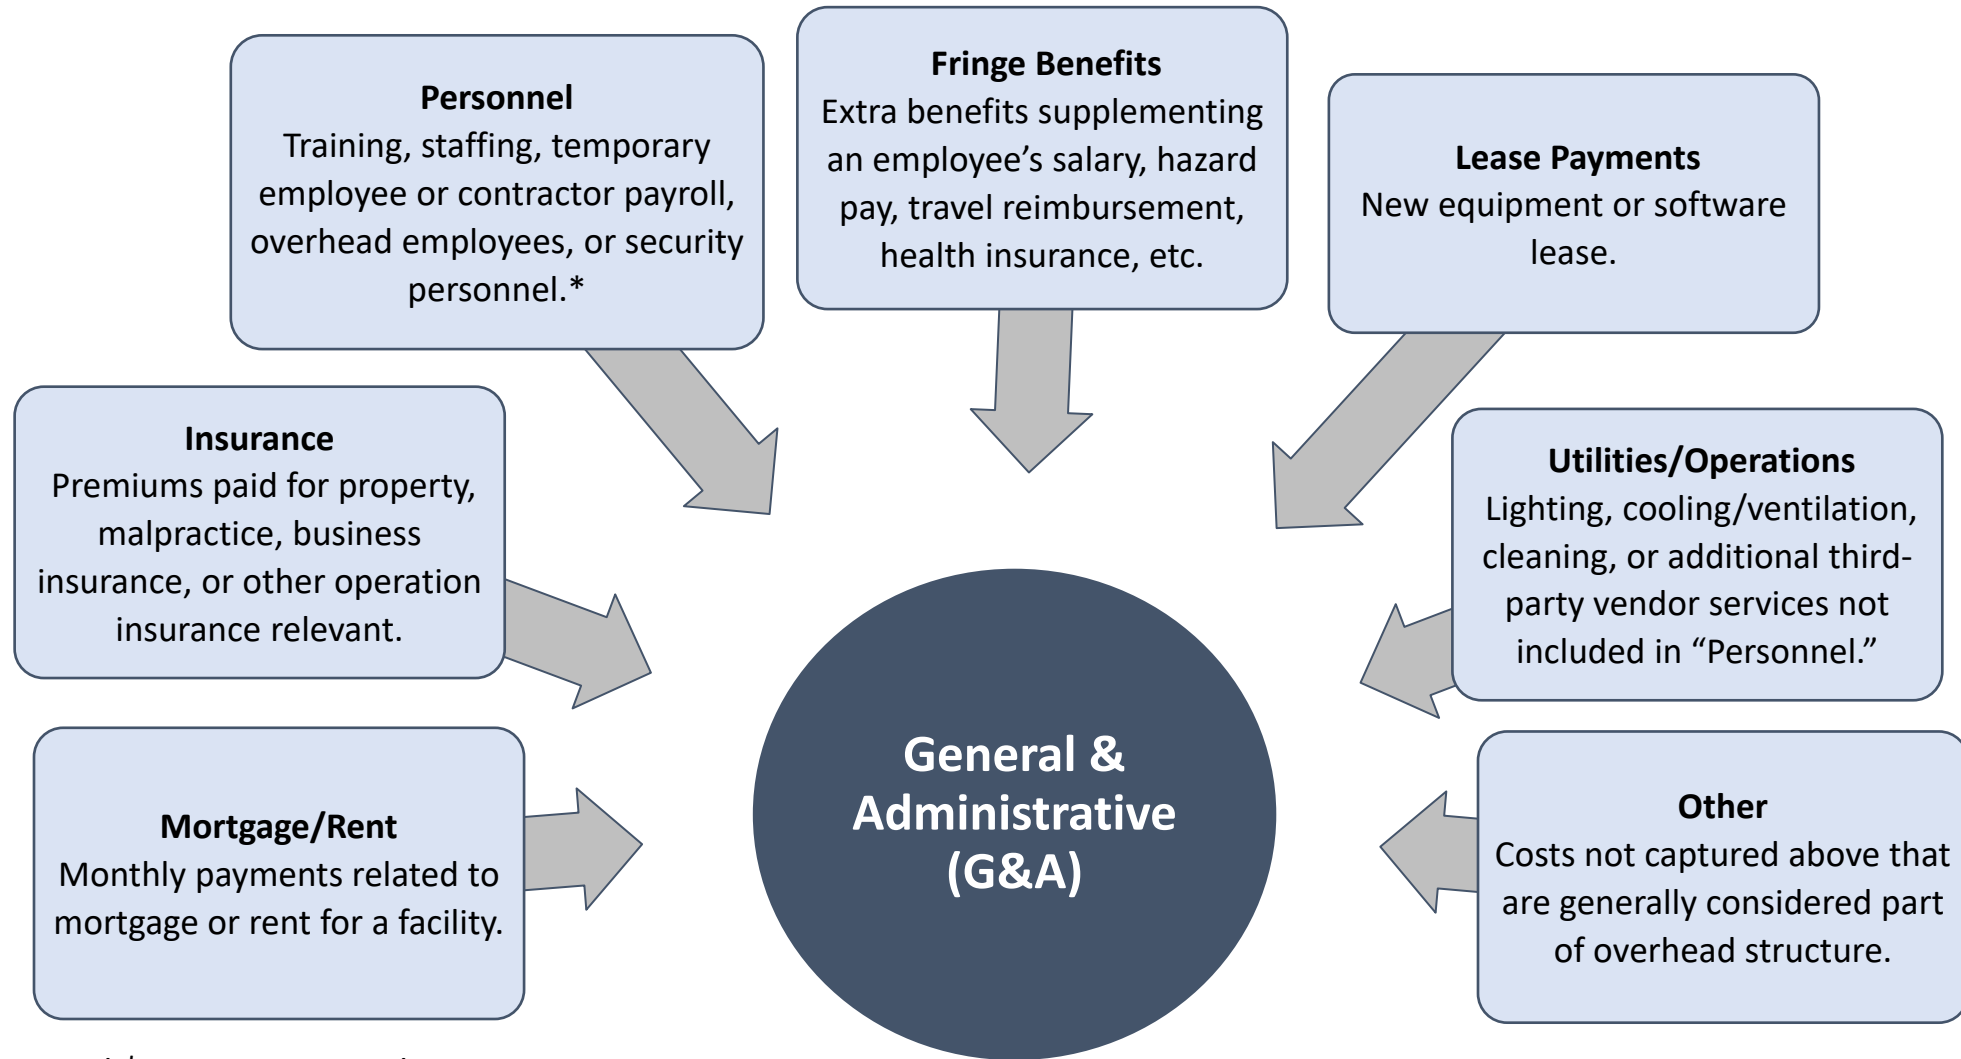 Mortgage/Rent
Monthly payments related to
mortgage or rent for a facility.
Insurance
Premiums paid for property,
malpractice, business
insurance, or other operation
insurance relevant.
Personnel
Training, staffing, temporary
employee or contractor payroll,
overhead employees, or security
personnel.*
Fringe Benefits
Extra benefits supplementing
an employee’s salary, hazard
pay, travel reimbursement,
health insurance, etc.
Lease Payments
New equipment or software
lease.
Utilities/Operations
Lighting, cooling/ventilation,
cleaning, or additional third-
party vendor services not
included in “Personnel.”
Other
Costs not captured above that
are generally considered part
of overhead structure.
General &
Administrative
(G&A)